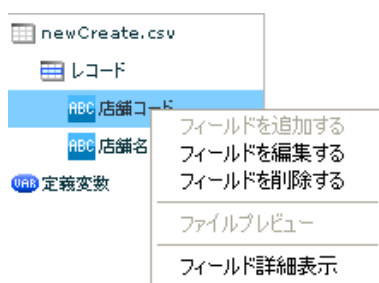 newCreate.csv
レコード
ABC 店舗コード
フィールドを追加する
ABC 店舗名
フィールドを編集する
VAR 定義変数
フィールドを削除する
ファイルプレビュー
フィールド詳細表示